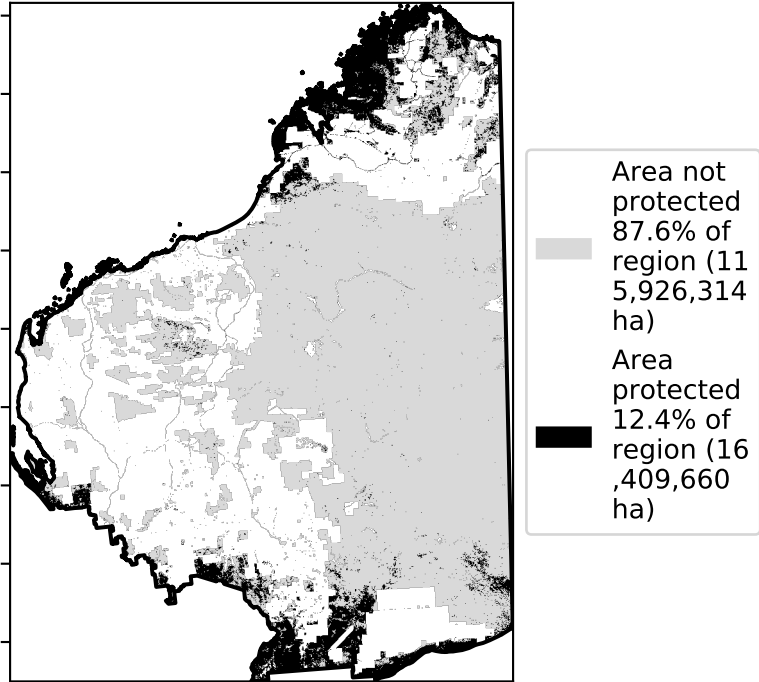 Area not
protected
87.6% of
region (11
5,926,314
ha)
Area
protected
12.4% of
region (16
,409,660
ha)